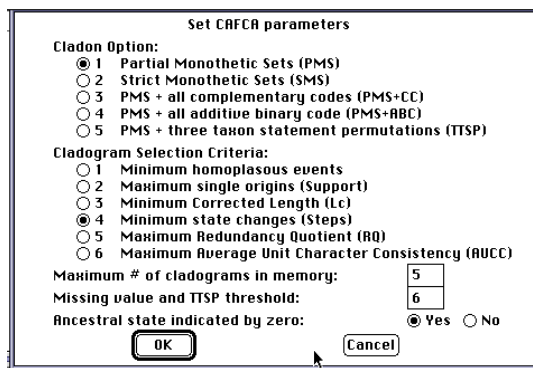 Set CAFCA parameters
Cladon Option:
1 Partial Monothetic Sets (PMS)
2 Strict Monothetic Sets (SMS)
3 PMS + all complementary codes (PMS+CC)
4 PMS + all additive binary code (PMS+ABC)
5 PMS + three taxon statement permutations (TTSP)
Cladogram Selection Criteria:
1 Minimum homoplasous events
2 Maximum single origins (Support)
3 Minimum Corrected Length (Lc)
4 Minimum state changes (Steps)
5 Maximum Redundancy Quotient (RQ)
6 Maximum Average Unit Character Consistency (AUCC)
Maximum # of cladograms in memory: 5
Missing value and TTSP threshold: 6
Ancestral state indicated by zero: Yes No
OK Cancel